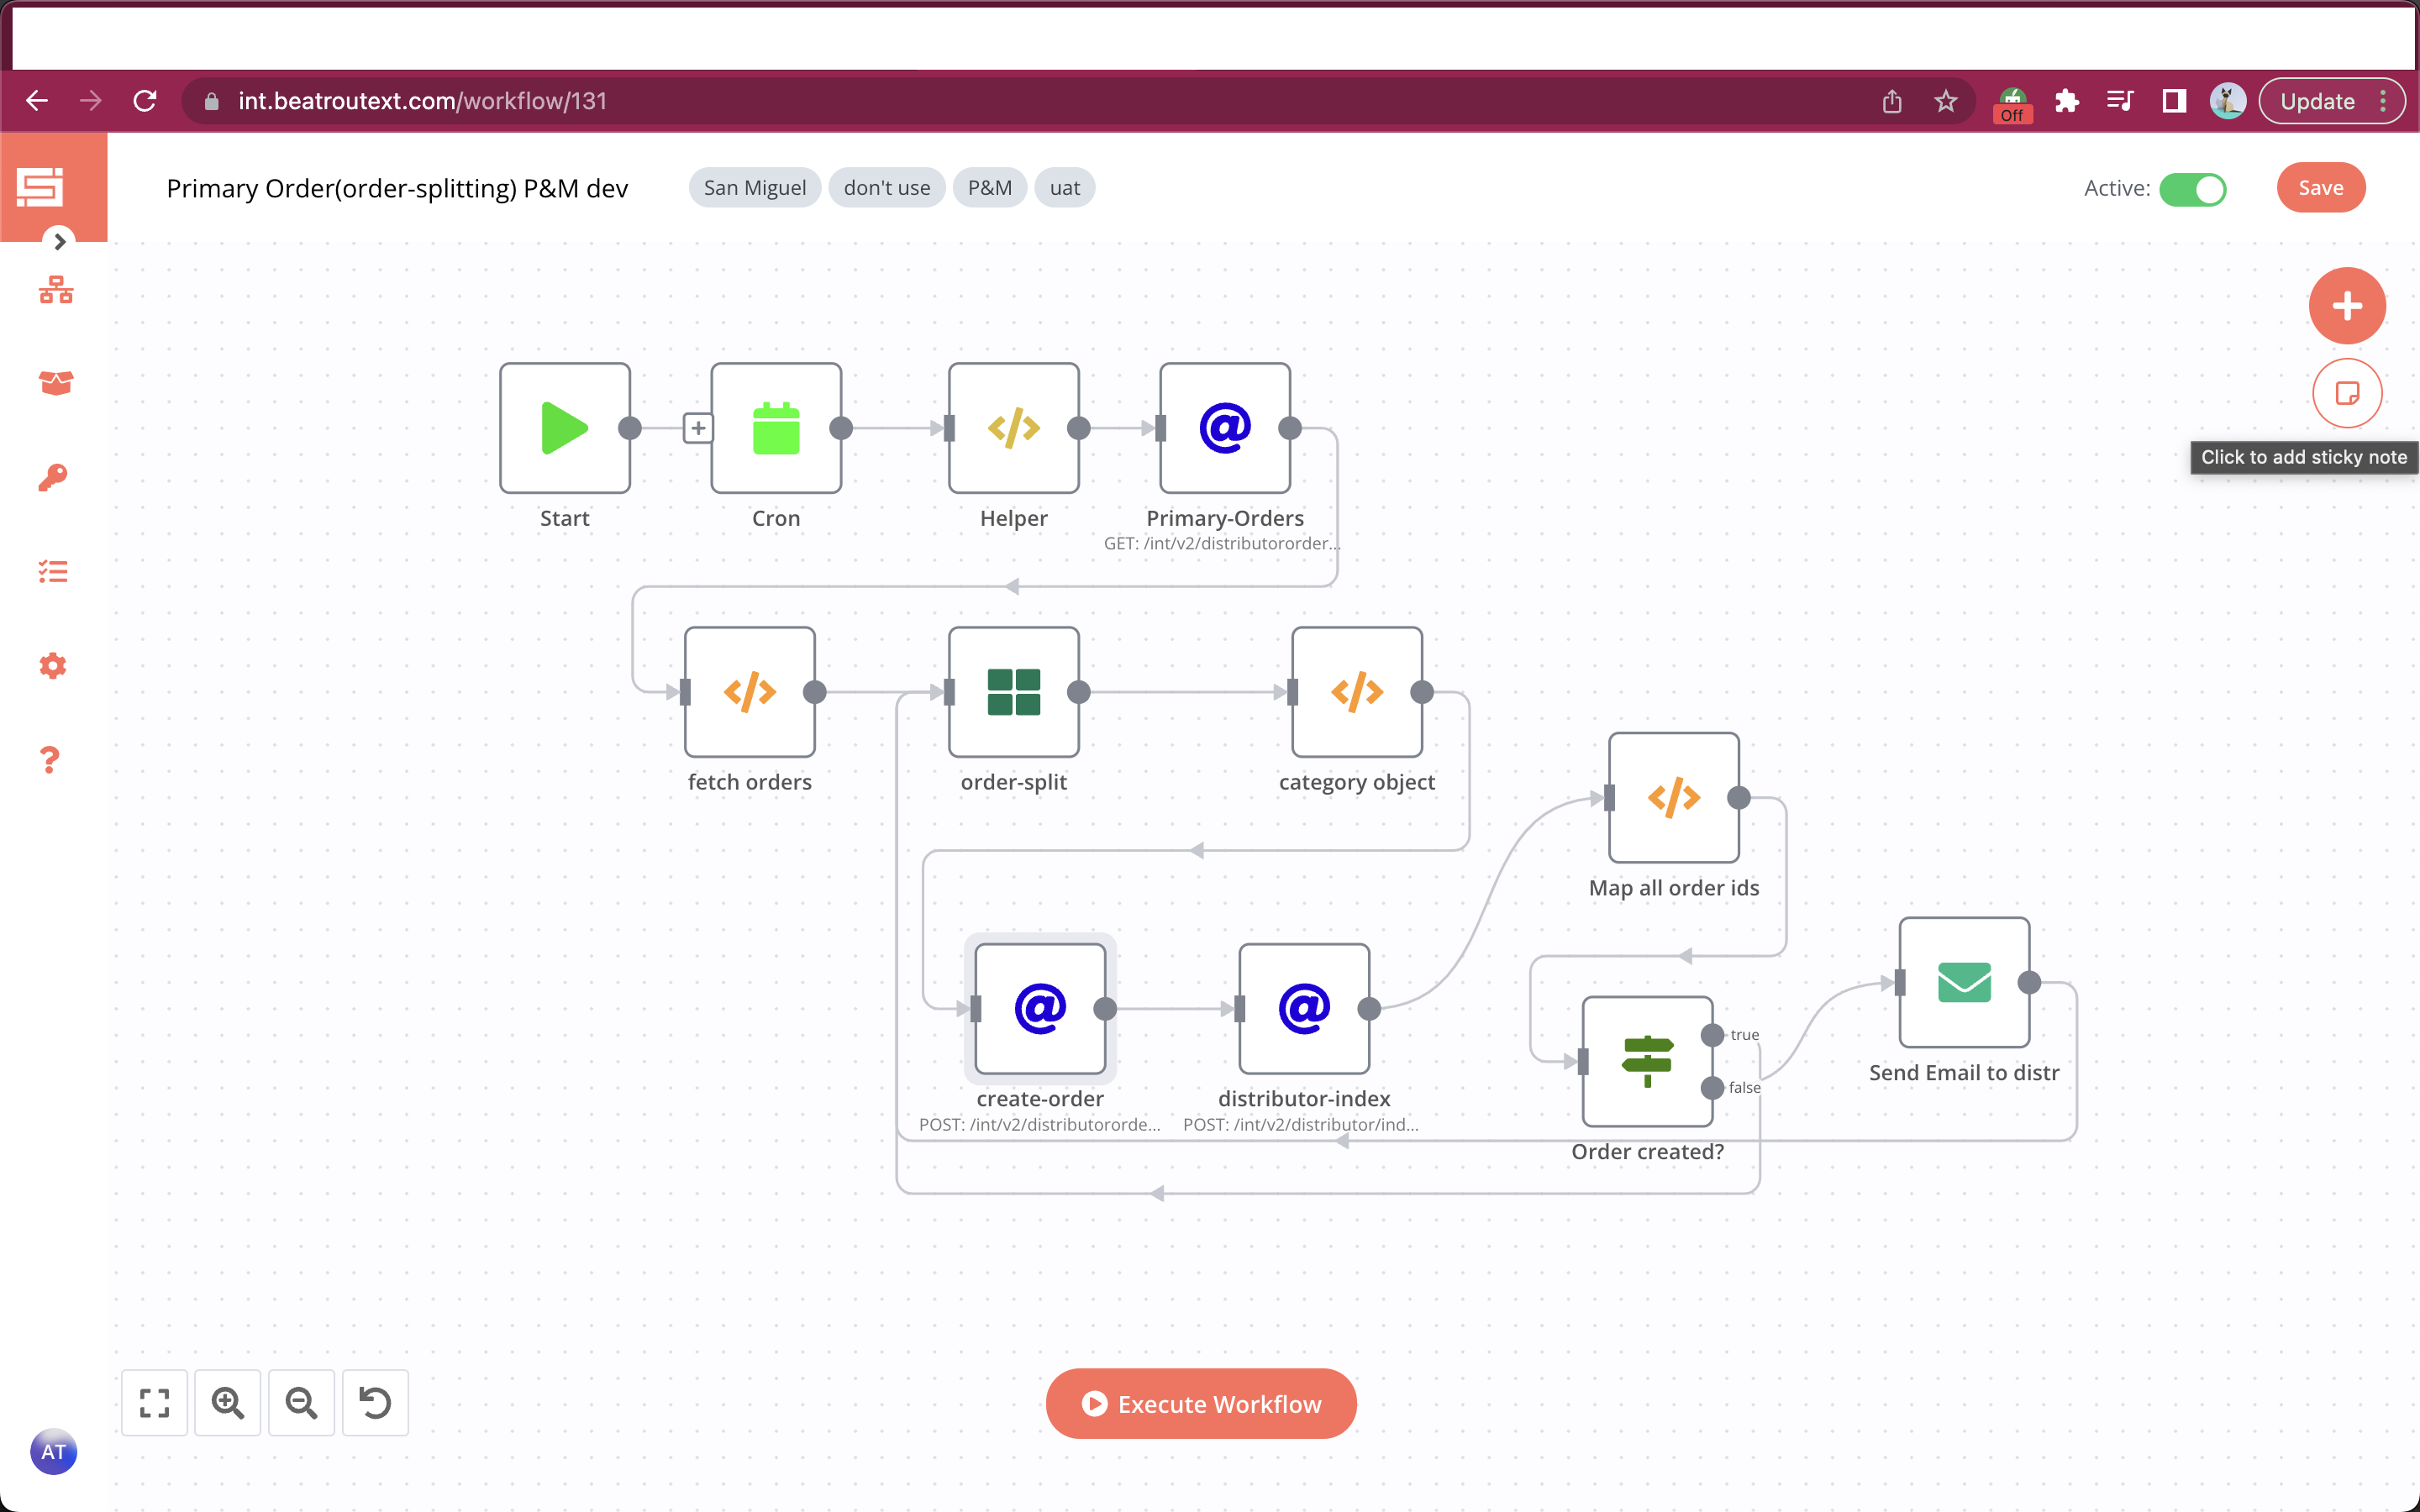 int.beatroutext.com/workflow/131
Off
Update
Primary Order(order-splitting) P&M dev
San Miguel
don't use
P&M
uat
Active:
Save
Click to add sticky note
Start
Cron
Helper
Primary-Orders
GET: /int/v2/distributororder...
fetch orders
order-split
category object
Map all order ids
create-order
POST: /int/v2/distributororde...
distributor-index
POST: /int/v2/distributor/ind...
true
false
Order created?
Send Email to distr
Execute Workflow
AT